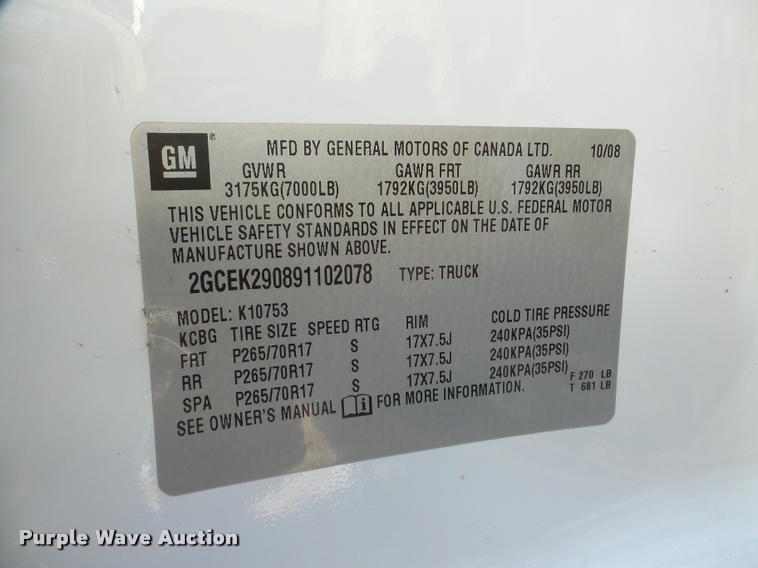 GM ® MFD BY GENERAL MOTORS OF CANADA LTD. 10/08
GVWR GAWR FRT GAWR RR
3175KG(7000LB) 1792KG(3950LB) 1792KG(3950LB)
THIS VEHICLE CONFORMS TO ALL APPLICABLE U.S. FEDERAL MOTOR
VEHICLE SAFETY STANDARDS IN EFFECT ON THE DATE OF
MANUFACTURE SHOWN ABOVE.
2GCEK290891102078 TYPE: TRUCK
MODEL: K10753
KCBG TIRE SIZE SPEED RTG RIM COLD TIRE PRESSURE
FRT P265/70R17 S 17X7.5J 240KPA(35PSI)
RR P265/70R17 S 17X7.5J 240KPA(35PSI)
SPA P265/70R17 S 17X7.5J 240KPA(35PSI) F 270 LB
SEE OWNER'S MANUAL i FOR MORE INFORMATION. T 681 LB
Purple Wave Auction